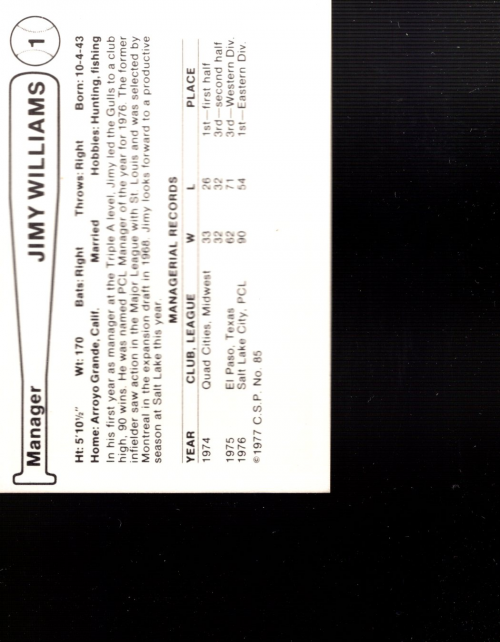 Manager JIMY WILLIAMS 1
Ht: 5'10½" Wt: 170 Bats: Right Throws: Right Born: 10-4-43
Home: Arroyo Grande, Calif. Married Hobbies: Hunting, fishing
In his first year as manager at the Triple A level, Jimy led the Gulls to a club
high, 90 wins. He was named PCL Manager of the year for 1976. The former
infielder saw action in the Major League with St. Louis and was selected by
Montreal in the expansion draft in 1968. Jimy looks forward to a productive
season at Salt Lake this year.
MANAGERIAL RECORDS
YEAR CLUB, LEAGUE W L PLACE
1974 Quad Cities, Midwest 33 26 1st—first half
32 32 3rd—second half
1975 El Paso, Texas 62 71 3rd—Western Div.
1976 Salt Lake City, PCL 90 54 1st—Eastern Div.
©1977 C.S.P. No. 85